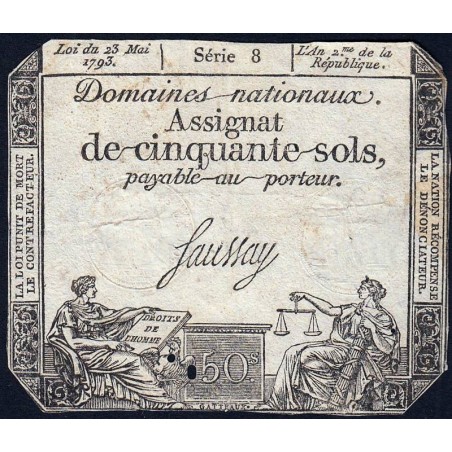 Loi du 23 Mai
1793.
Série 8
L'An 2.me de la
République.
Domaines nationaux.
Assignat
de cinquante sols,
payable au porteur.
Saussay
LA LOI PUNIT DE MORT
LE CONTREFACTEUR.
LA NATION RÉCOMPENSE
LE DÉNONCIATEUR.
DROITS
DE
L'HOMME
50.s
GATTEAUX